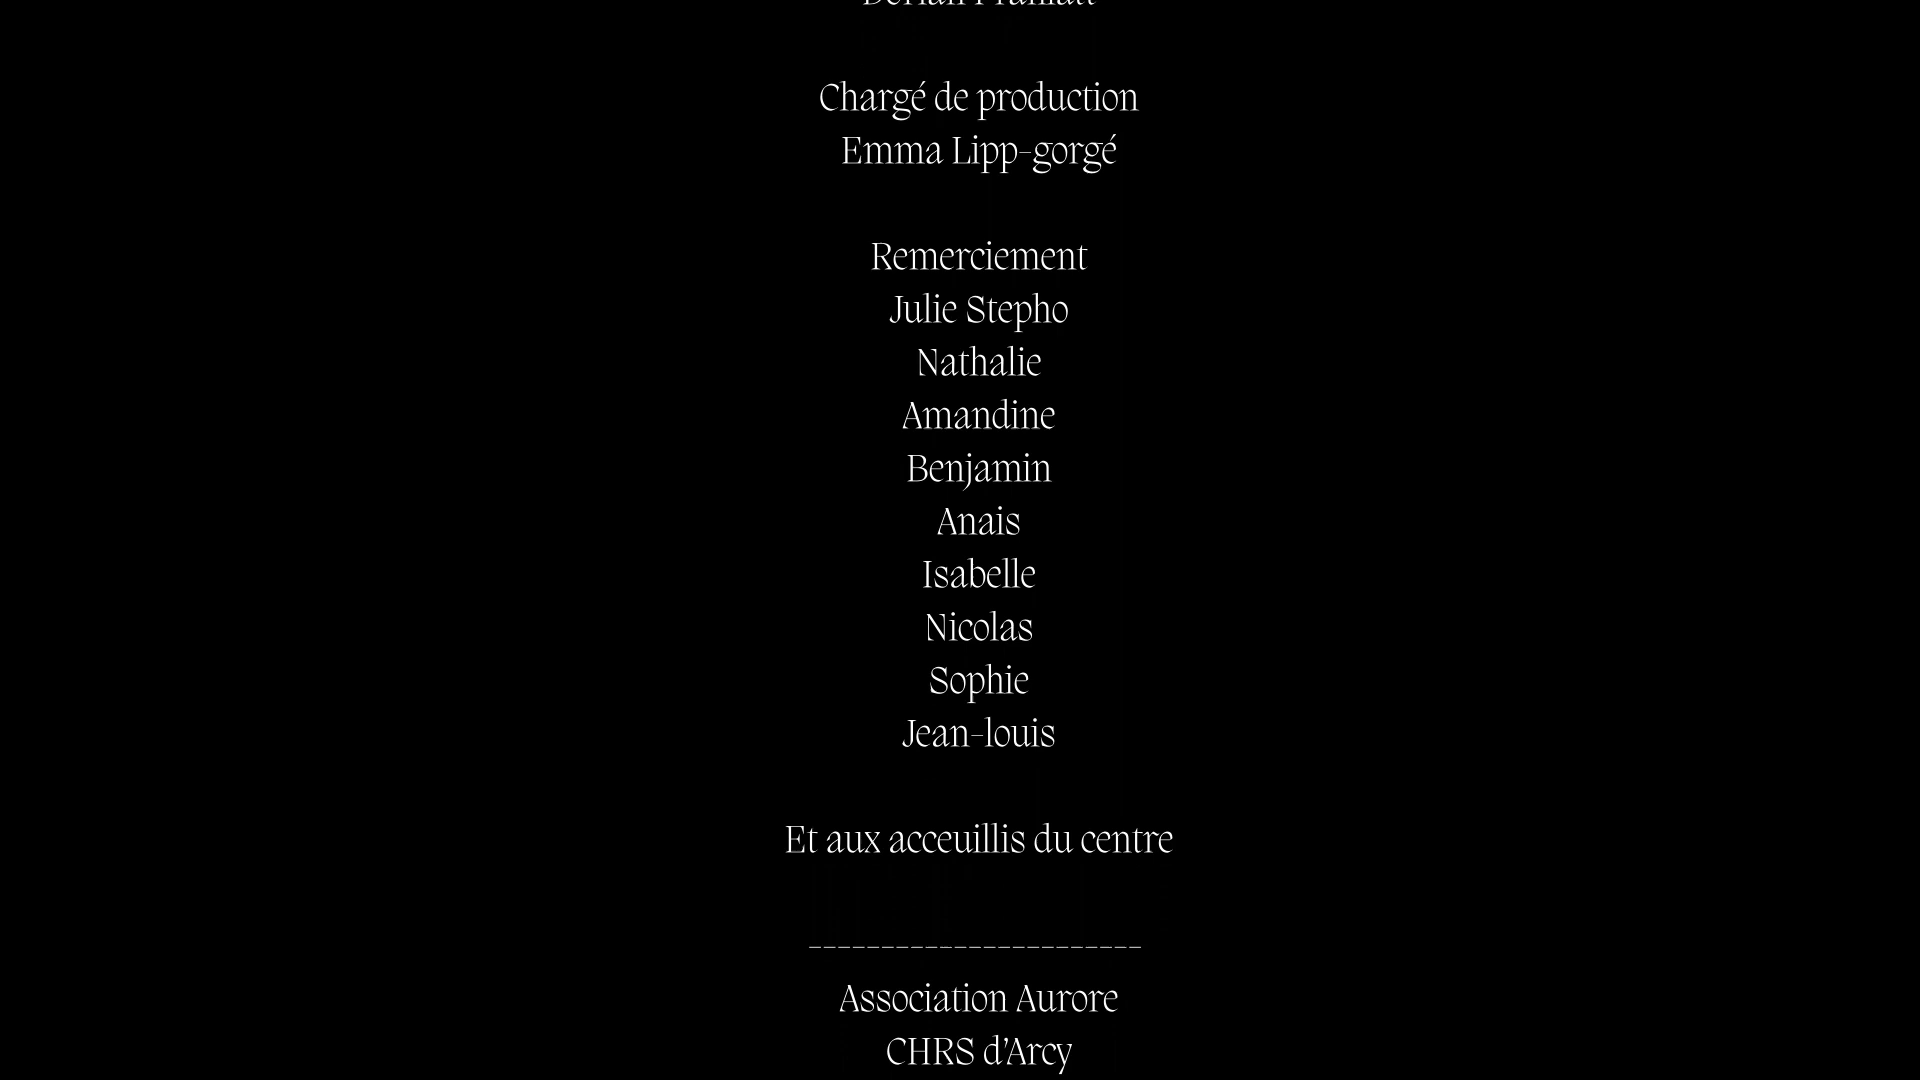 Chargé de production
Emma Lipp-gorgé
Remerciement
Julie Stepho
Nathalie
Amandine
Benjamin
Anais
Isabelle
Nicolas
Sophie
Jean-louis
Et aux acceuillis du centre
_______________________
Association Aurore
CHRS d'Arcy